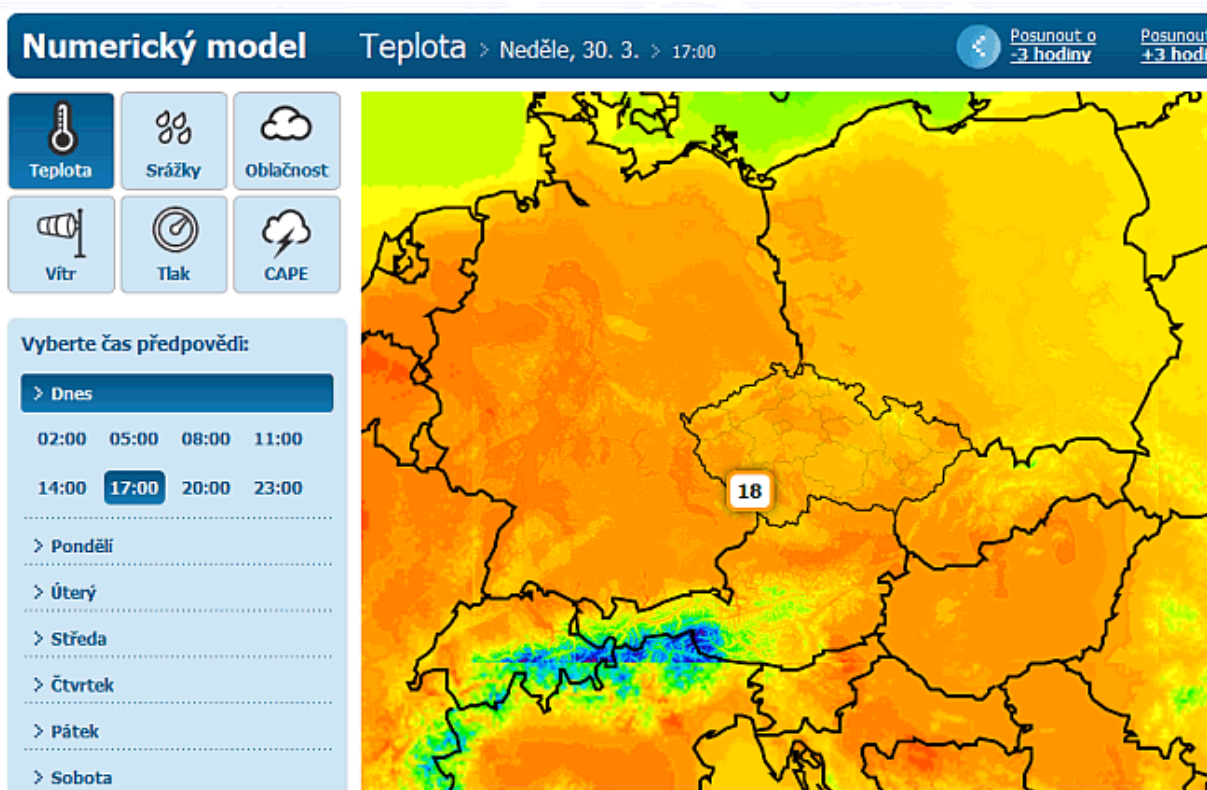 Numerický model
Teplota > Neděle, 30. 3. > 17:00
Posunout o
-3 hodiny
Posunout
+3 hodi
Teplota
Srážky
Oblačnost
Vítr
Tlak
CAPE
Vyberte čas předpovědi:
> Dnes
02:00 05:00 08:00 11:00
14:00 17:00 20:00 23:00
> Pondělí
> Úterý
> Středa
> Čtvrtek
> Pátek
> Sobota
18